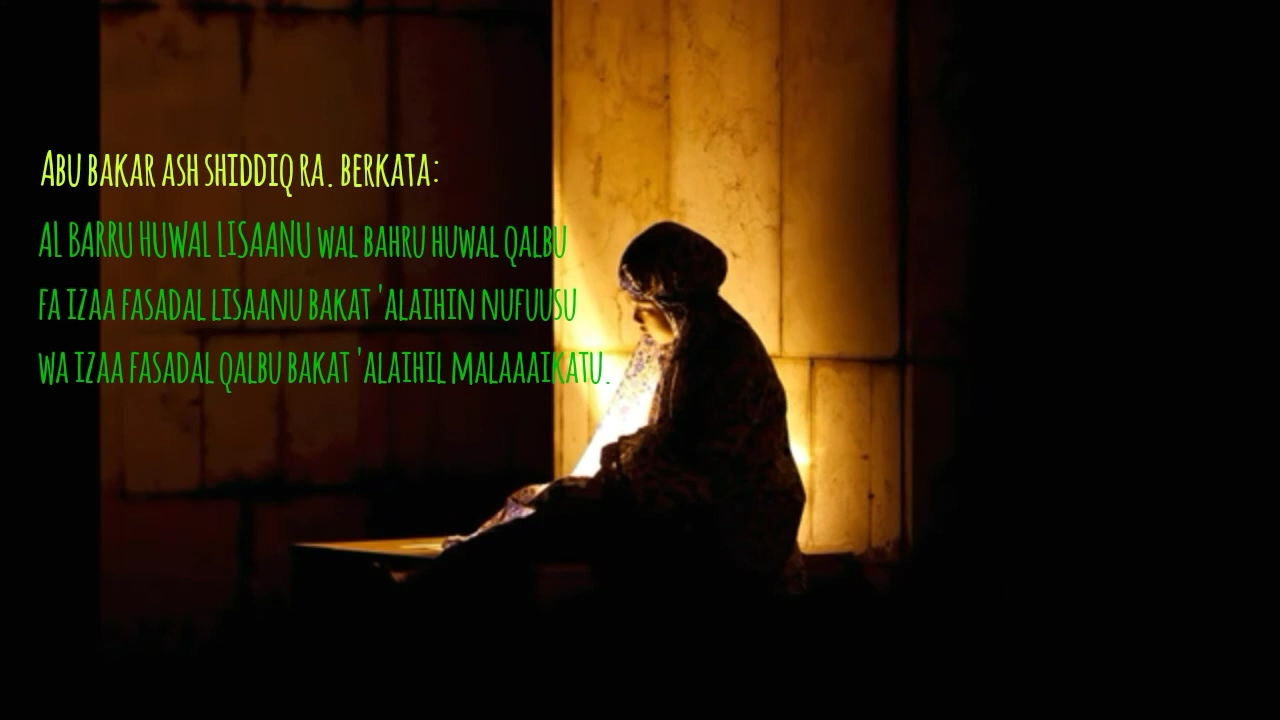 Abu bakar ash shiddiq ra. berkata:
AL BARRU HUWAL LISAANU wal bahru huwal qalbu
fa izaa fasadal lisaanu bakat 'alaihin nufuusu
wa izaa fasadal qalbu bakat 'alaihil malaaaikatu.